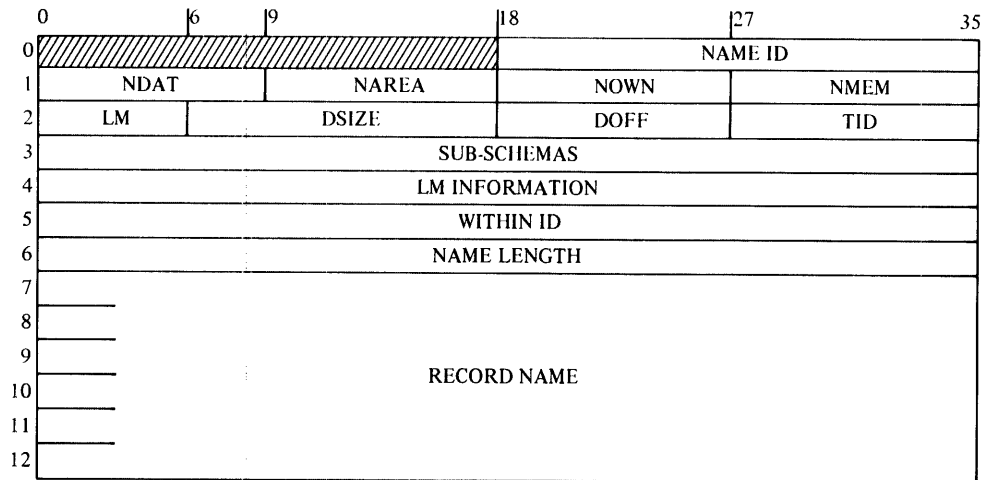 0 6 9 18 27 35
0 NAME ID
1 NDAT NAREA NOWN NMEM
2 LM DSIZE DOFF TID
3 SUB-SCHEMAS
4 LM INFORMATION
5 WITHIN ID
6 NAME LENGTH
7
8
9
10 RECORD NAME
11
12